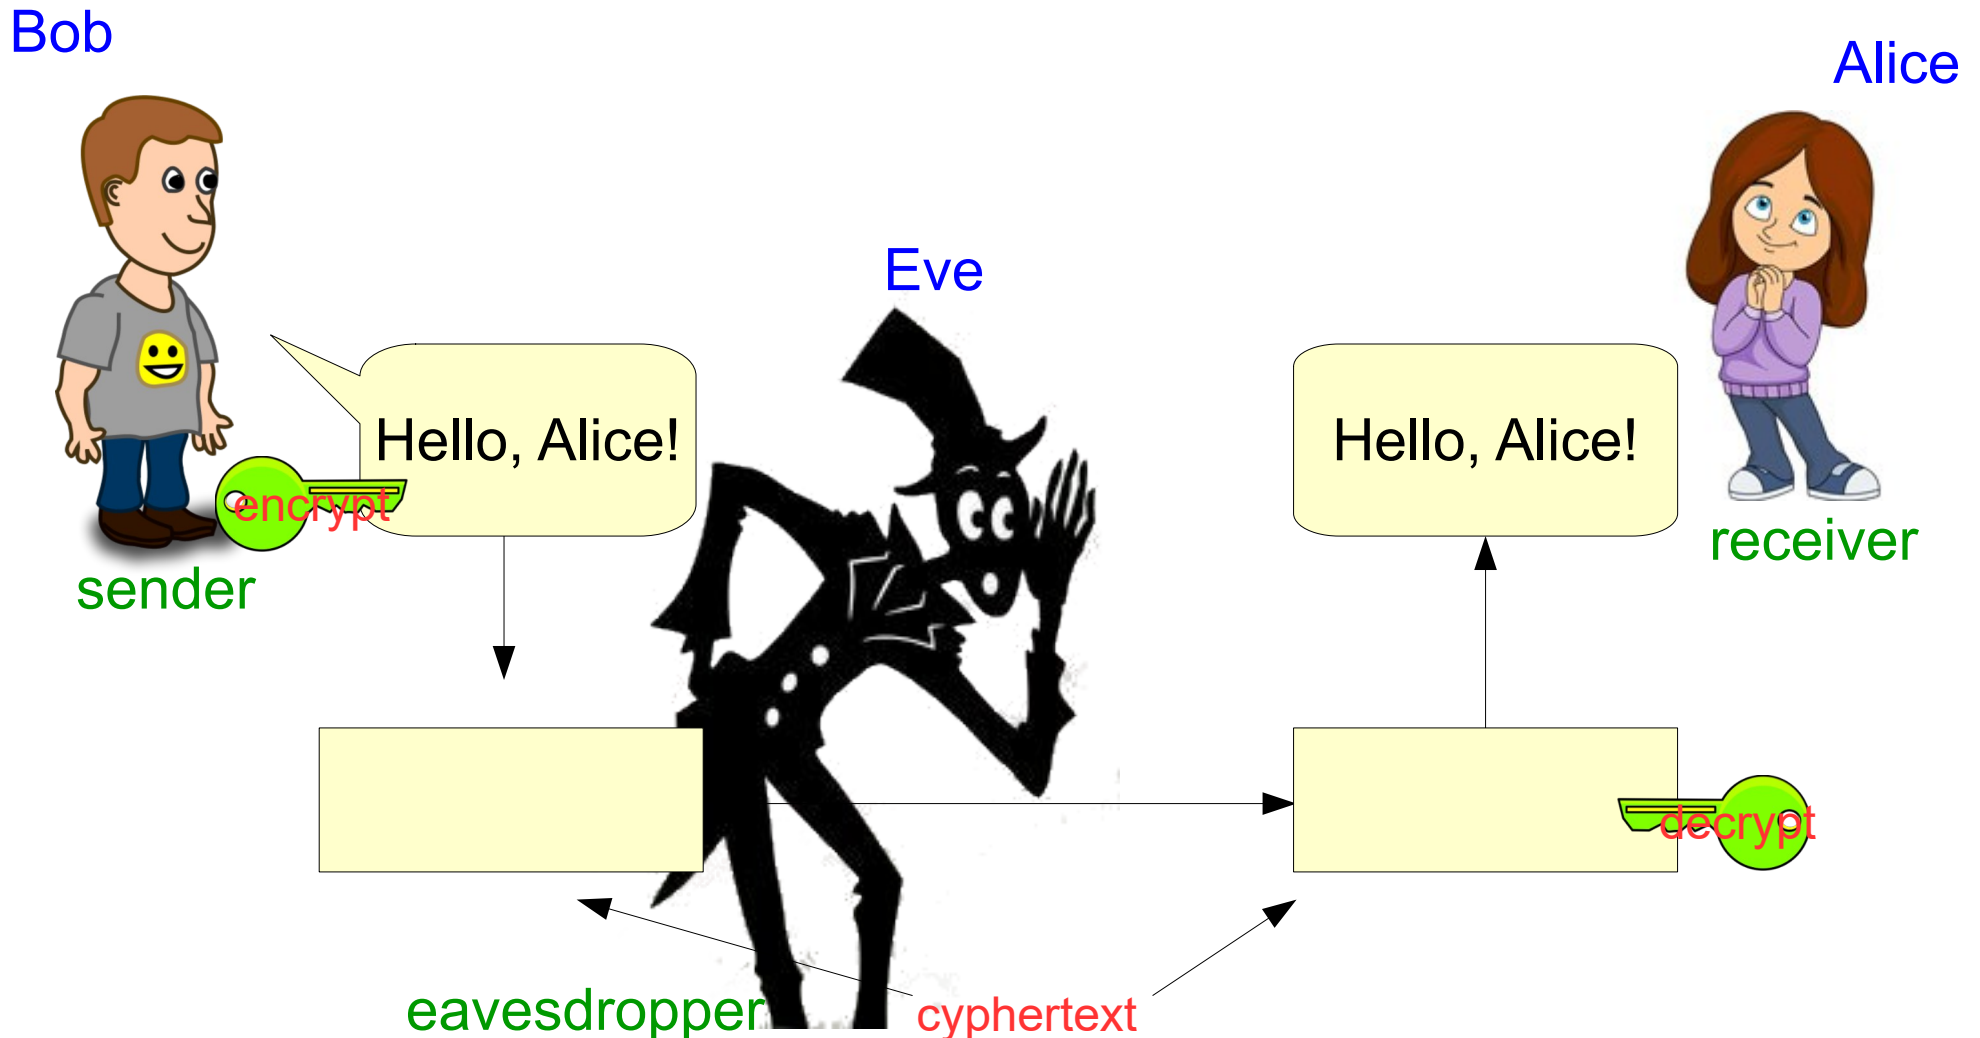 Bob
Alice
Eve
Hello, Alice!
Hello, Alice!
encrypt
receiver
sender
decrypt
eavesdropper
cyphertext